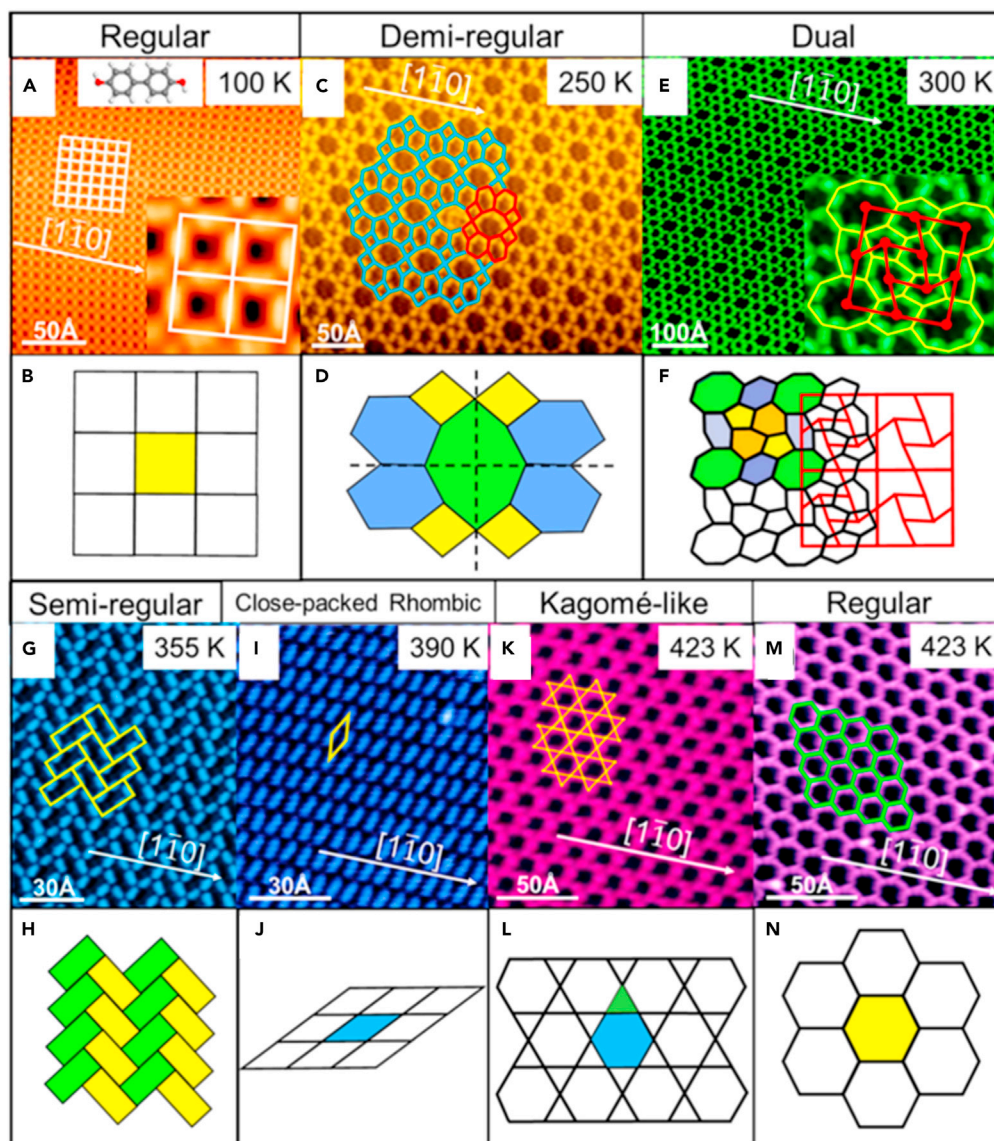 Regular Demi-regular Dual
A 100 K C [11̄0] 250 K E [11̄0] 300 K
[11̄0]
50Å 50Å 100Å
B D F
Semi-regular Close-packed Rhombic Kagomé-like Regular
G 355 K I 390 K K 423 K M 423 K
[11̄0] [11̄0] [11̄0] [110]
30Å 30Å 50Å 50Å
H J L N